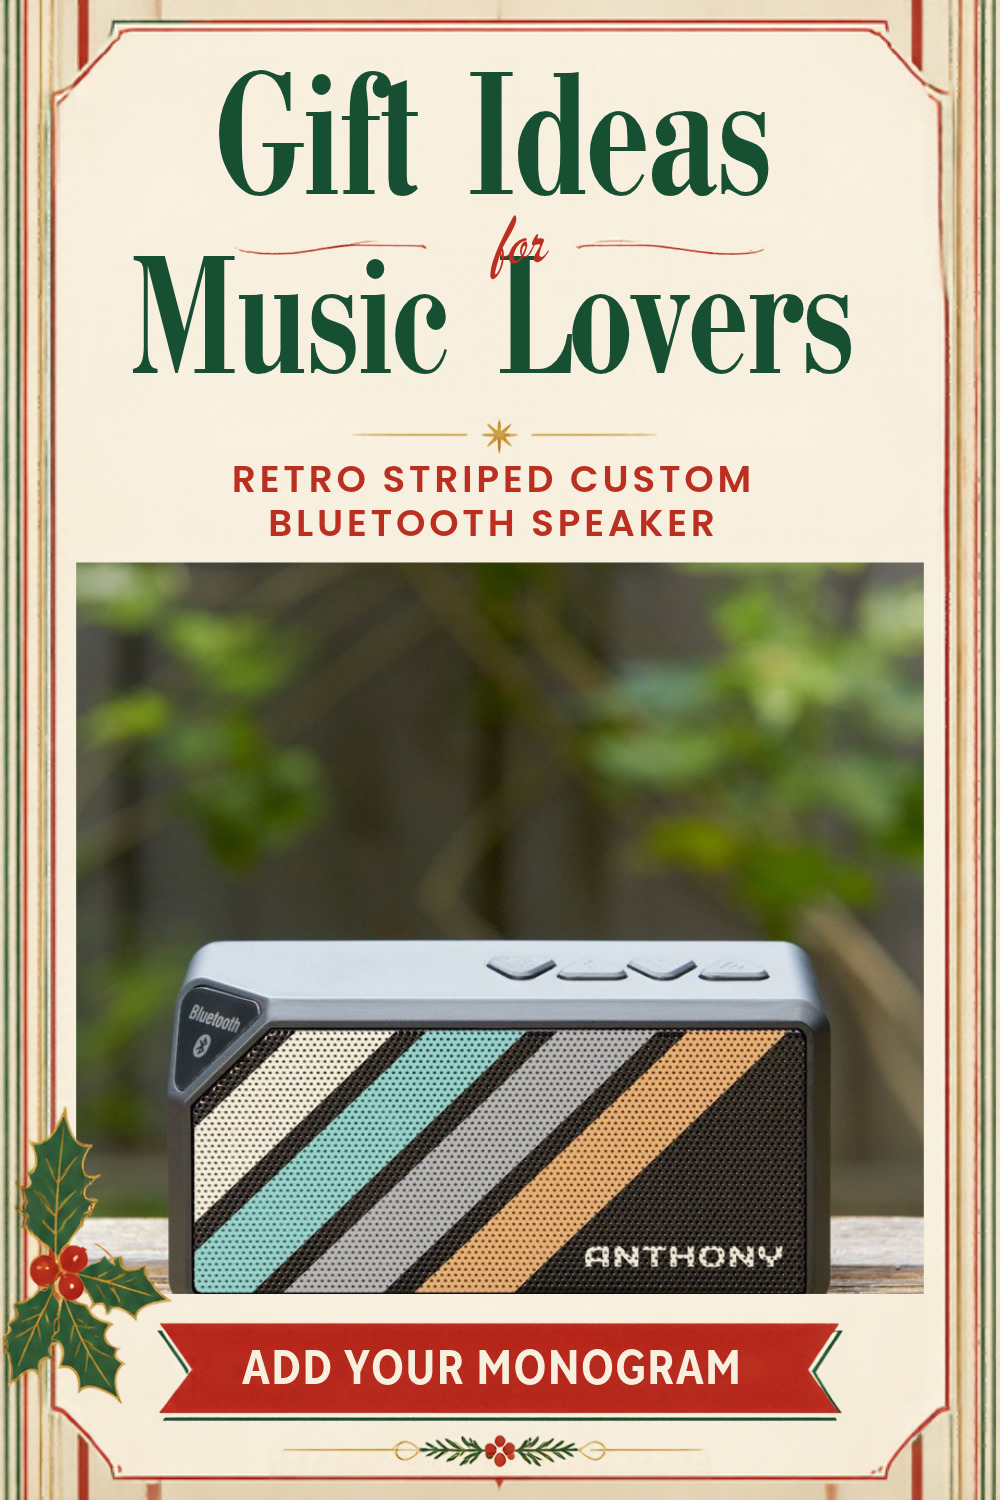 Gift Ideas
for
Music Lovers
RETRO STRIPED CUSTOM
BLUETOOTH SPEAKER
Bluetooth
ANTHONY
ADD YOUR MONOGRAM